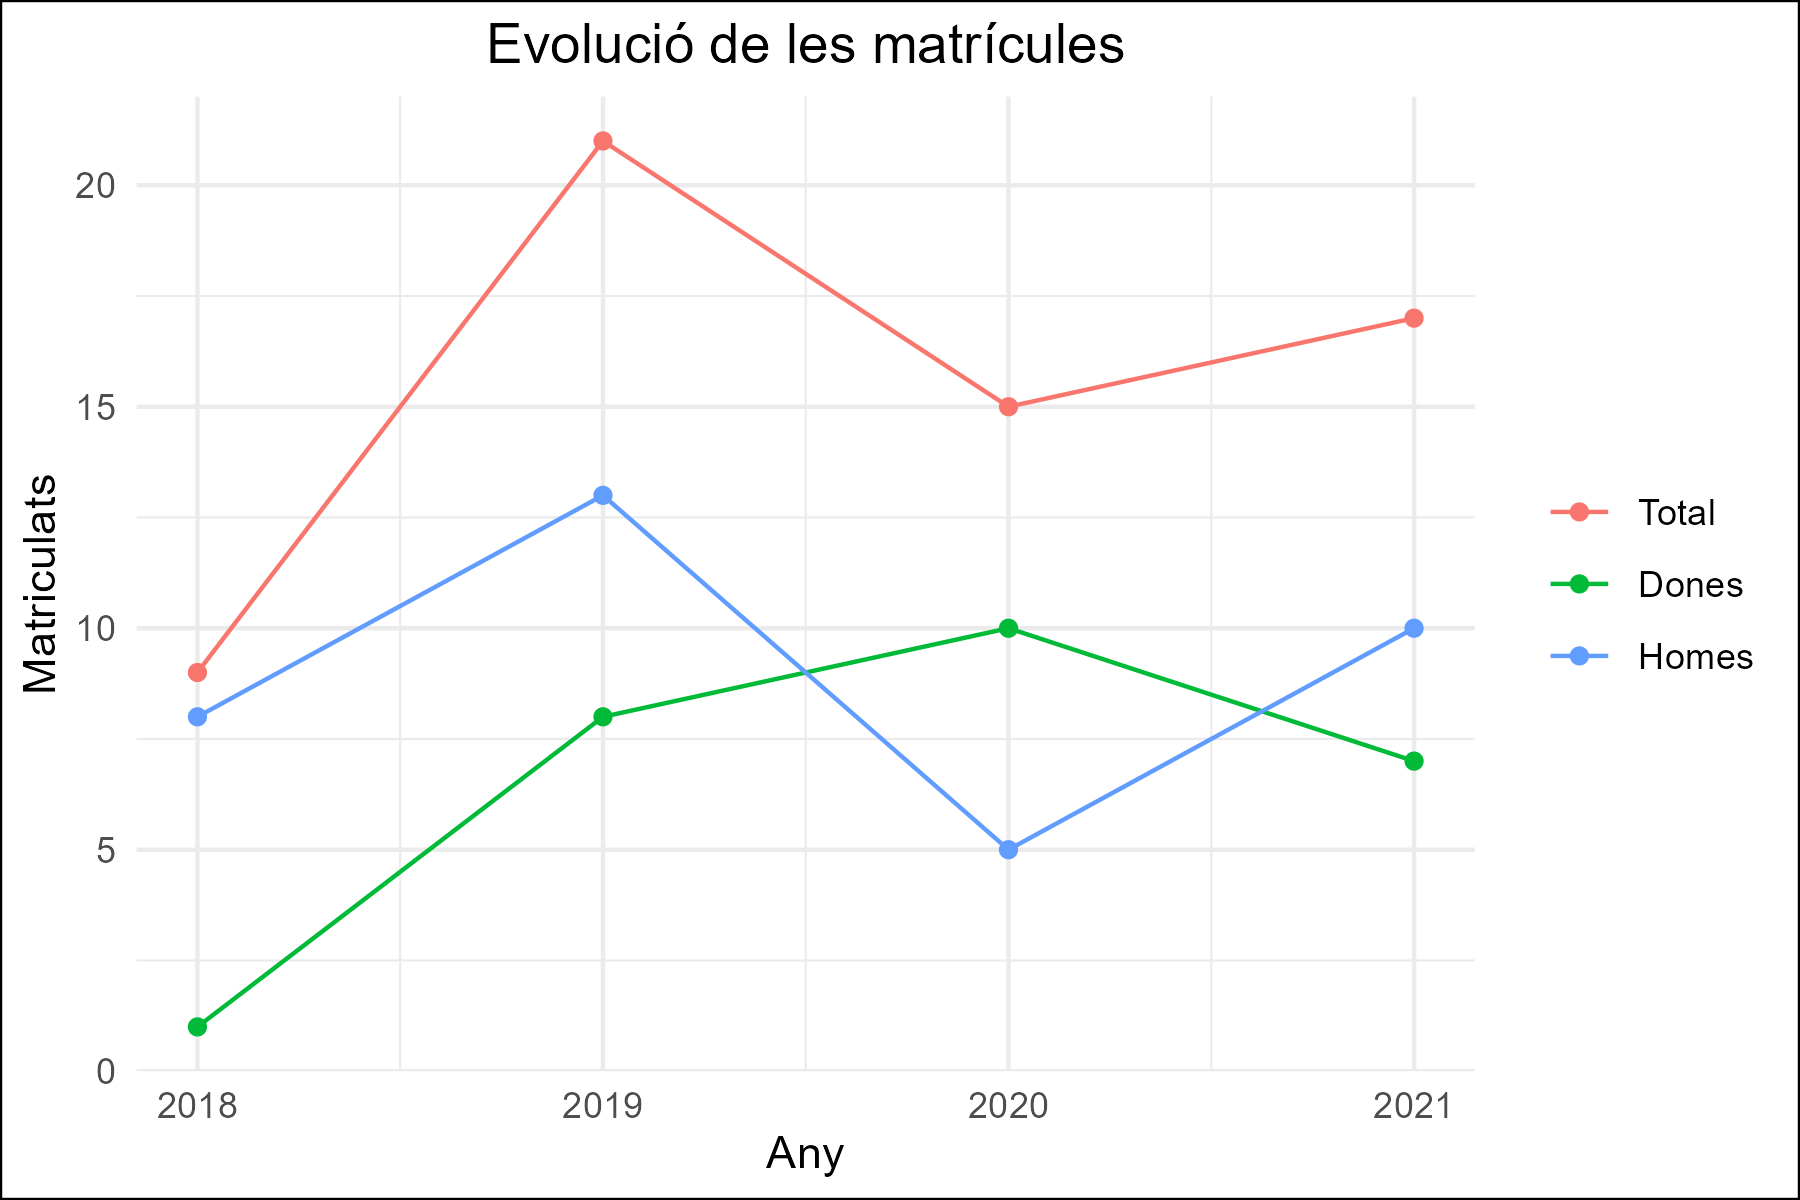 Evolució de les matrícules
Matriculats
20
15
10
5
0
2018 2019 2020 2021
Any
Total
Dones
Homes